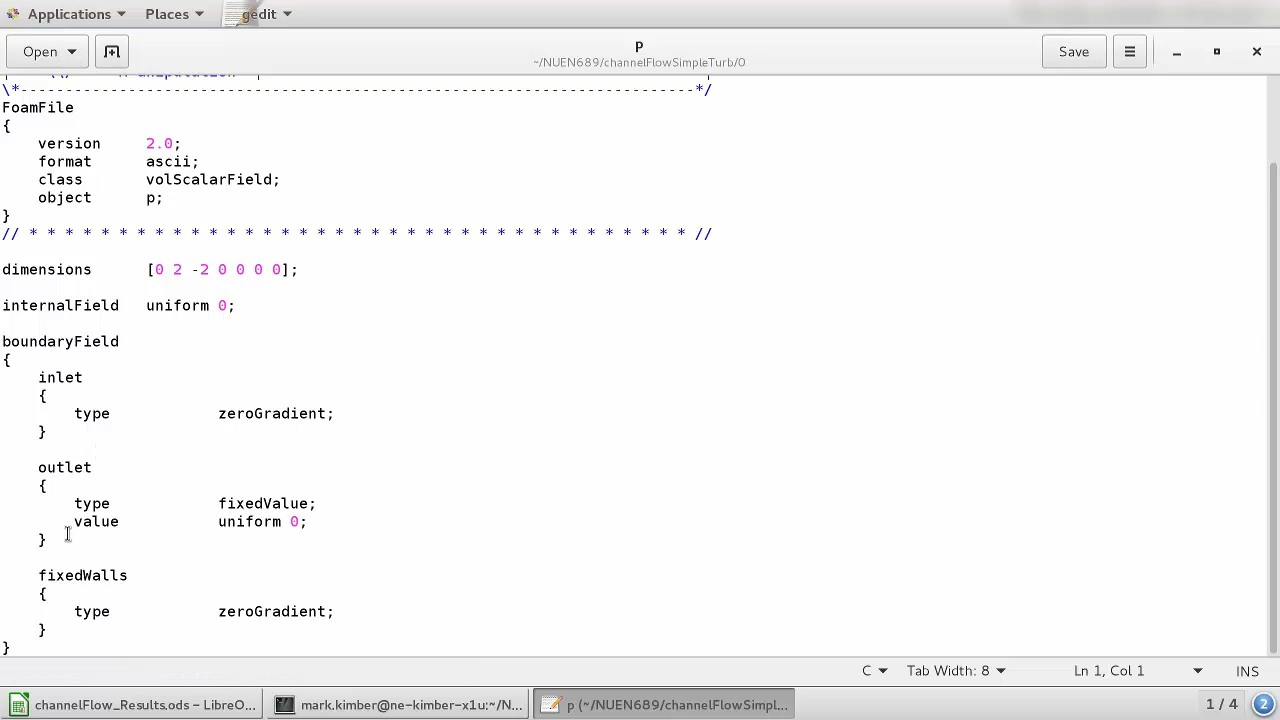 Applications Places gedit
Open p Save
~/NUEN689/channelFlowSimpleTurb/0
\*---------------------------------------------------------------------------*/
FoamFile
{
    version     2.0;
    format      ascii;
    class       volScalarField;
    object      p;
}
// * * * * * * * * * * * * * * * * * * * * * * * * * * * * * * * * * * * * * //
dimensions      [0 2 -2 0 0 0 0];
internalField   uniform 0;
boundaryField
{
    inlet
    {
        type            zeroGradient;
    }
    outlet
    {
        type            fixedValue;
        value           uniform 0;
    }
    fixedWalls
    {
        type            zeroGradient;
    }
}
C Tab Width: 8 Ln 1, Col 1 INS
channelFlow_Results.ods – LibreO... mark.kimber@ne-kimber-x1u:~/N... p (~/NUEN689/channelFlowSimpl... 1 / 4 2